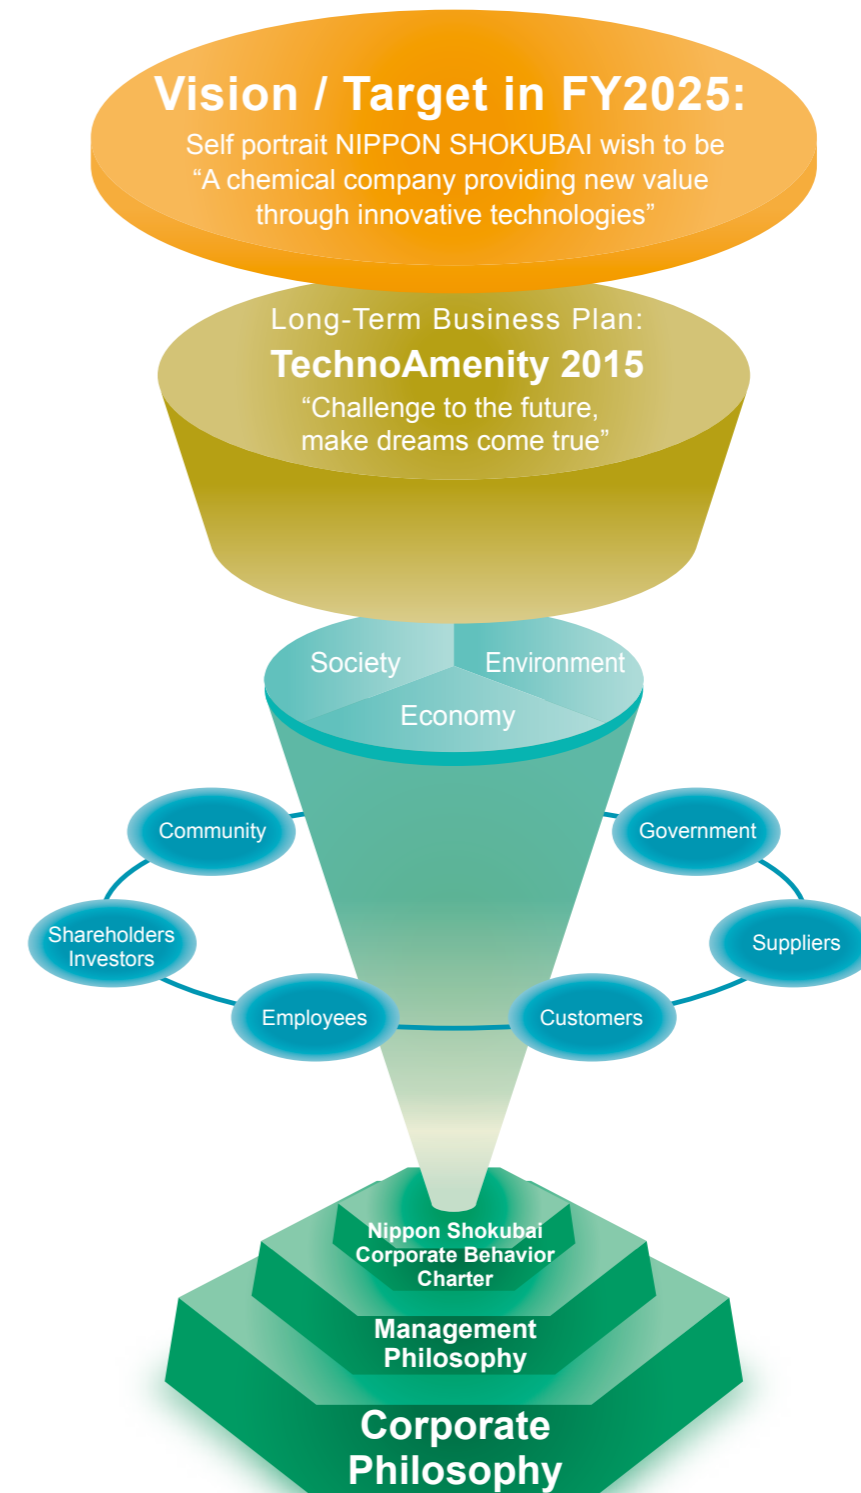 Vision / Target in FY2025:
Self portrait NIPPON SHOKUBAI wish to be
“A chemical company providing new value
through innovative technologies”
Long-Term Business Plan:
TechnoAmenity 2015
“Challenge to the future,
make dreams come true”
Society
Environment
Economy
Community
Government
Shareholders
Investors
Suppliers
Employees
Customers
Nippon Shokubai
Corporate Behavior
Charter
Management
Philosophy
Corporate
Philosophy